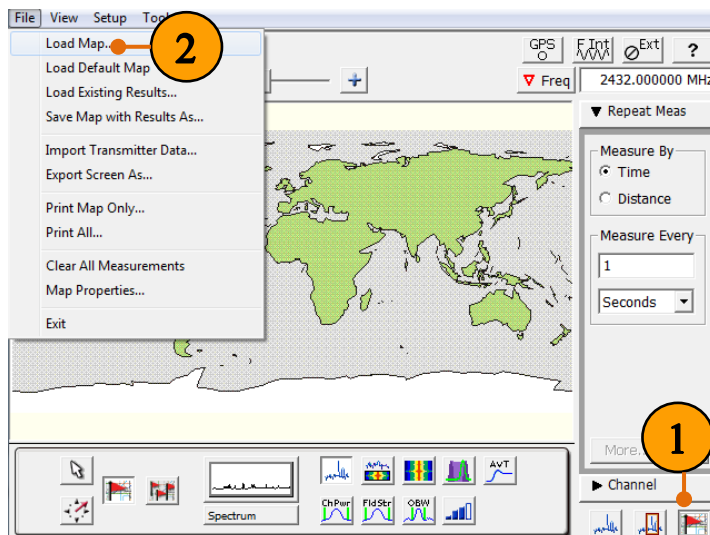 File View Setup Tool
Load Map...
Load Default Map
Load Existing Results...
Save Map with Results As...
Import Transmitter Data...
Export Screen As...
Print Map Only...
Print All...
Clear All Measurements
Map Properties...
Exit
2
GPS
F Int
Ext
?
Freq
2432.000000 MHz
Repeat Meas
Measure By
Time
Distance
Measure Every
1
Seconds
More...
1
Channel
AVT
Spectrum
ChPwr
FldStr
OBW